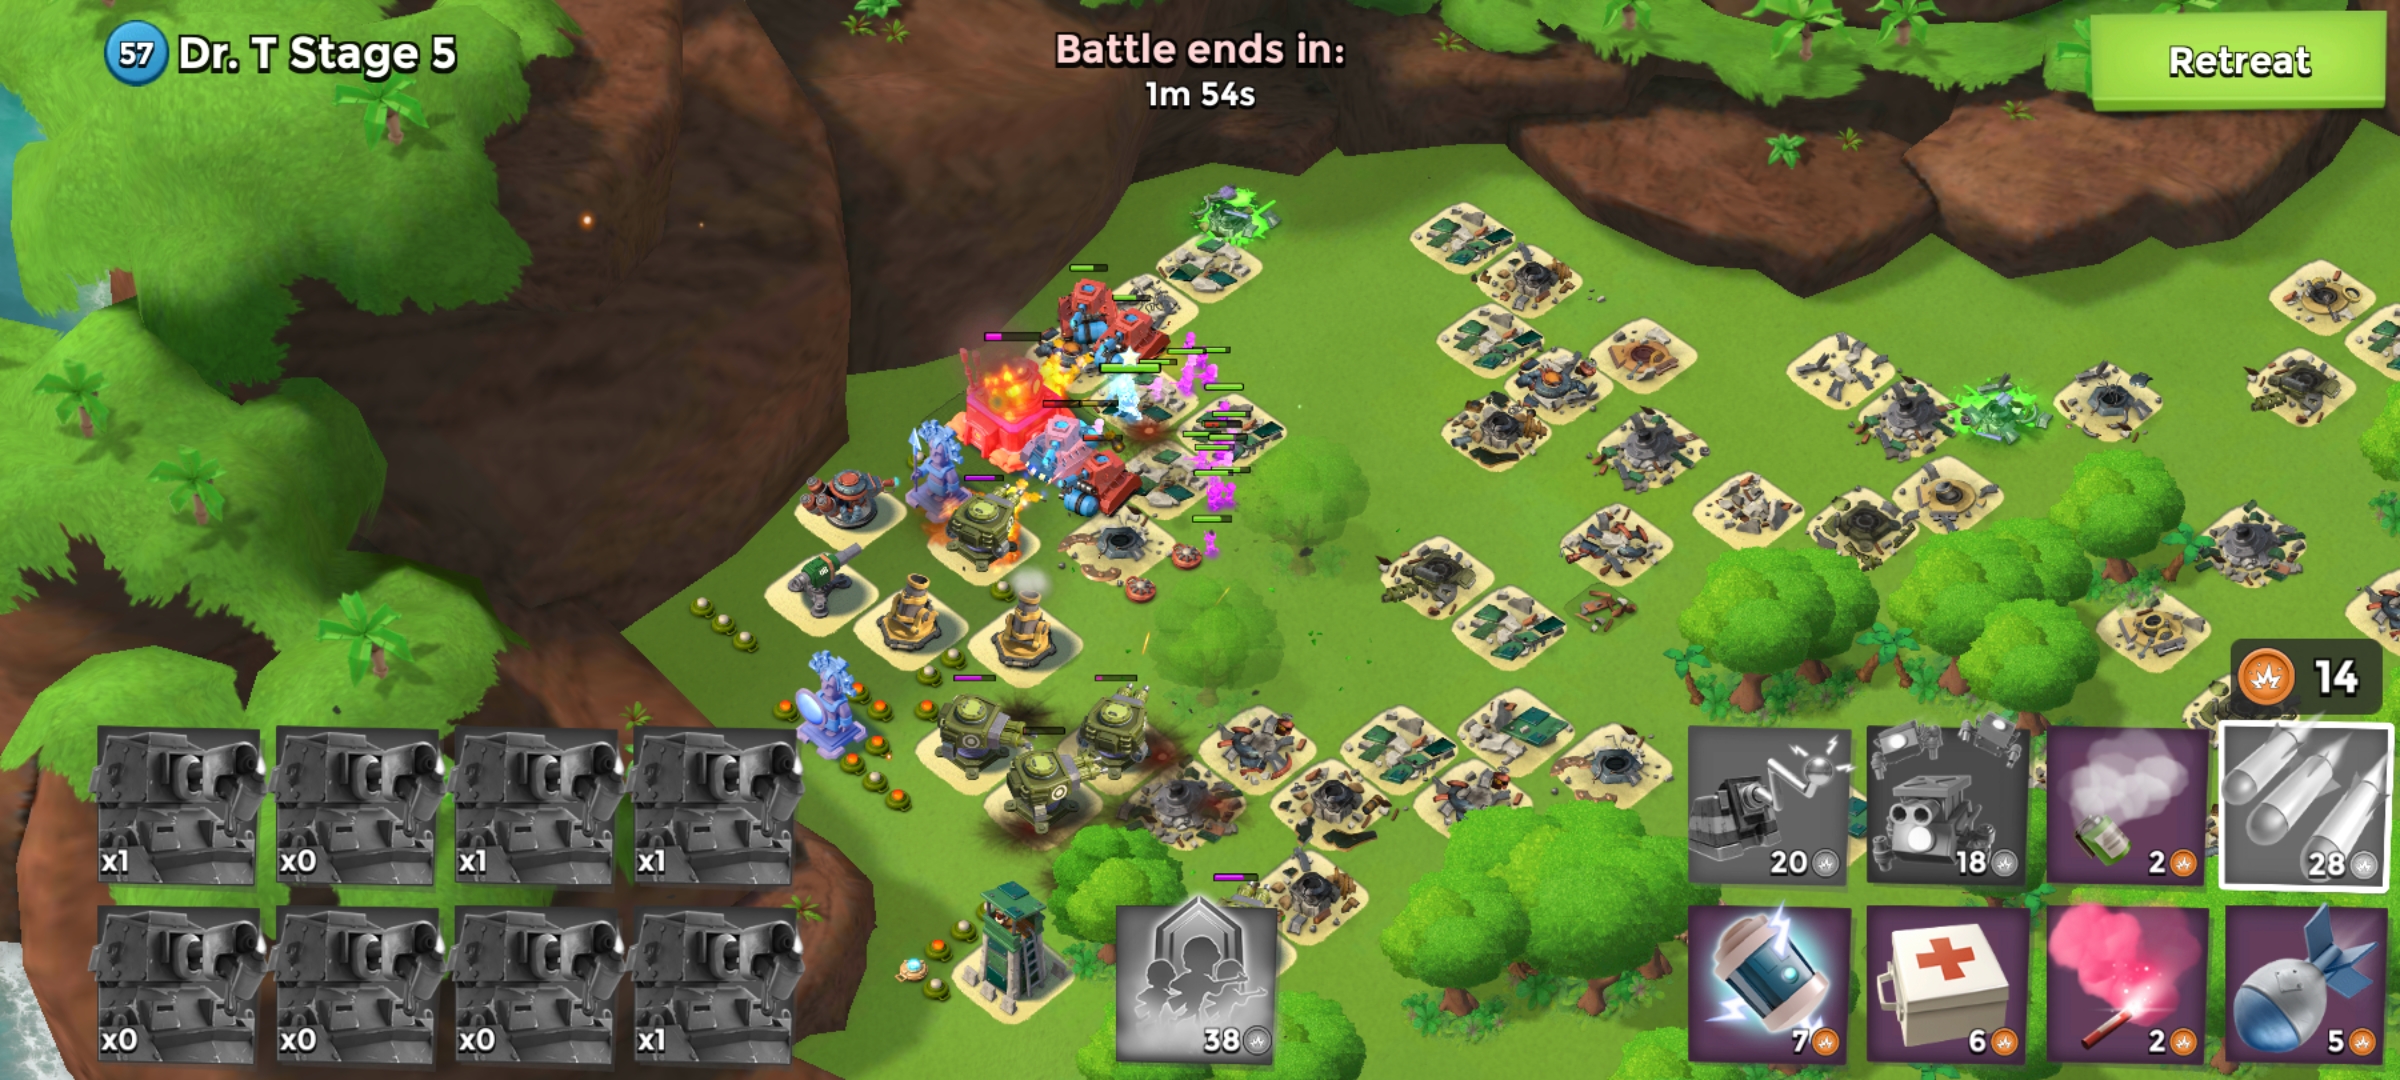 57 Dr. T Stage 5
Battle ends in:
1m 54s
Retreat
14
x1 x0 x1 x1
20 18 2 28
x0 x0 x0 x1
38
7 6 2 5